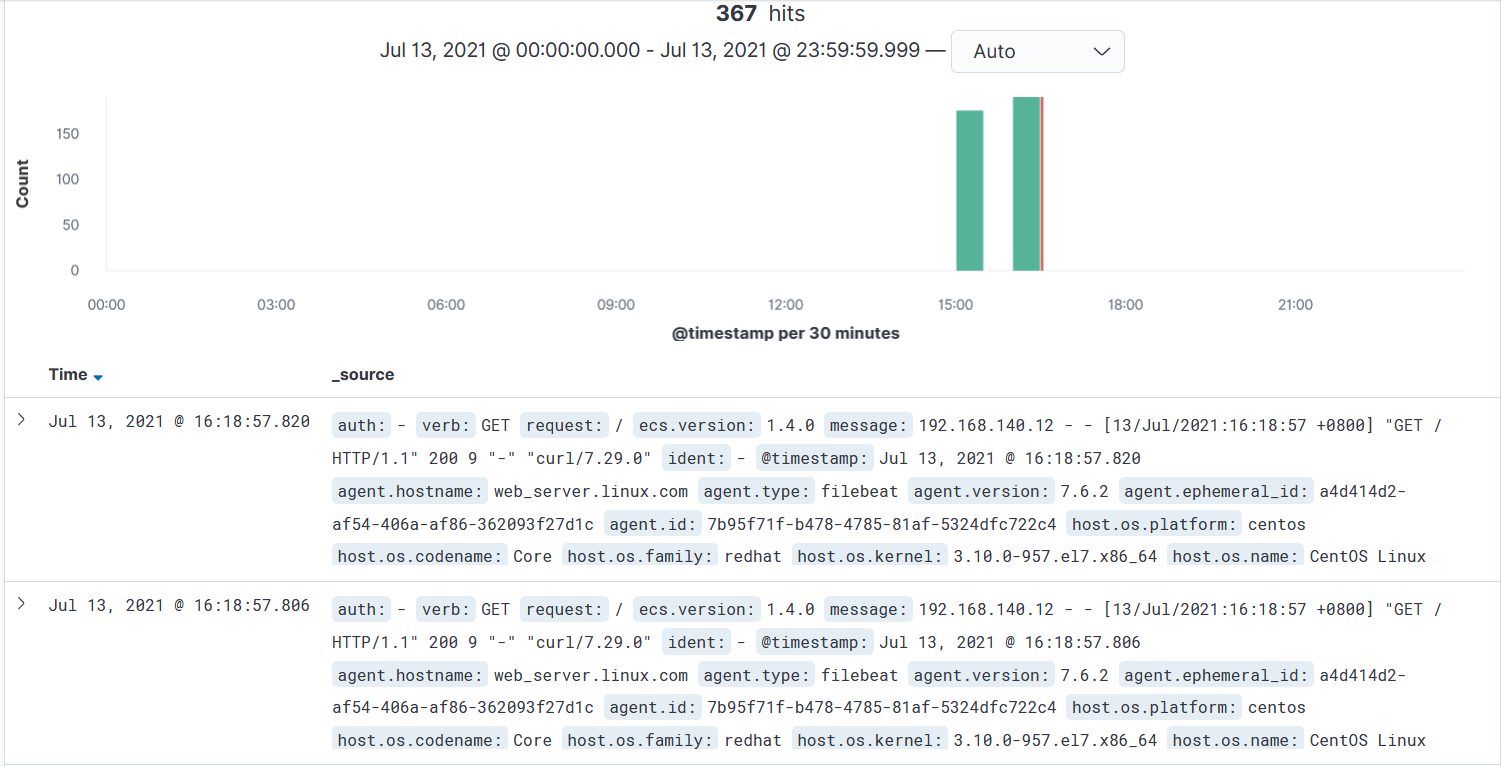 367 hits
Jul 13, 2021 @ 00:00:00.000 - Jul 13, 2021 @ 23:59:59.999 — Auto
Count
150
100
50
0
00:00 03:00 06:00 09:00 12:00 15:00 18:00 21:00
@timestamp per 30 minutes
Time _source
Jul 13, 2021 @ 16:18:57.820 auth: - verb: GET request: / ecs.version: 1.4.0 message: 192.168.140.12 - - [13/Jul/2021:16:18:57 +0800] "GET /
HTTP/1.1" 200 9 "-" "curl/7.29.0" ident: - @timestamp: Jul 13, 2021 @ 16:18:57.820
agent.hostname: web_server.linux.com agent.type: filebeat agent.version: 7.6.2 agent.ephemeral_id: a4d414d2-
af54-406a-af86-362093f27d1c agent.id: 7b95f71f-b478-4785-81af-5324dfc722c4 host.os.platform: centos
host.os.codename: Core host.os.family: redhat host.os.kernel: 3.10.0-957.el7.x86_64 host.os.name: CentOS Linux
Jul 13, 2021 @ 16:18:57.806 auth: - verb: GET request: / ecs.version: 1.4.0 message: 192.168.140.12 - - [13/Jul/2021:16:18:57 +0800] "GET /
HTTP/1.1" 200 9 "-" "curl/7.29.0" ident: - @timestamp: Jul 13, 2021 @ 16:18:57.806
agent.hostname: web_server.linux.com agent.type: filebeat agent.version: 7.6.2 agent.ephemeral_id: a4d414d2-
af54-406a-af86-362093f27d1c agent.id: 7b95f71f-b478-4785-81af-5324dfc722c4 host.os.platform: centos
host.os.codename: Core host.os.family: redhat host.os.kernel: 3.10.0-957.el7.x86_64 host.os.name: CentOS Linux